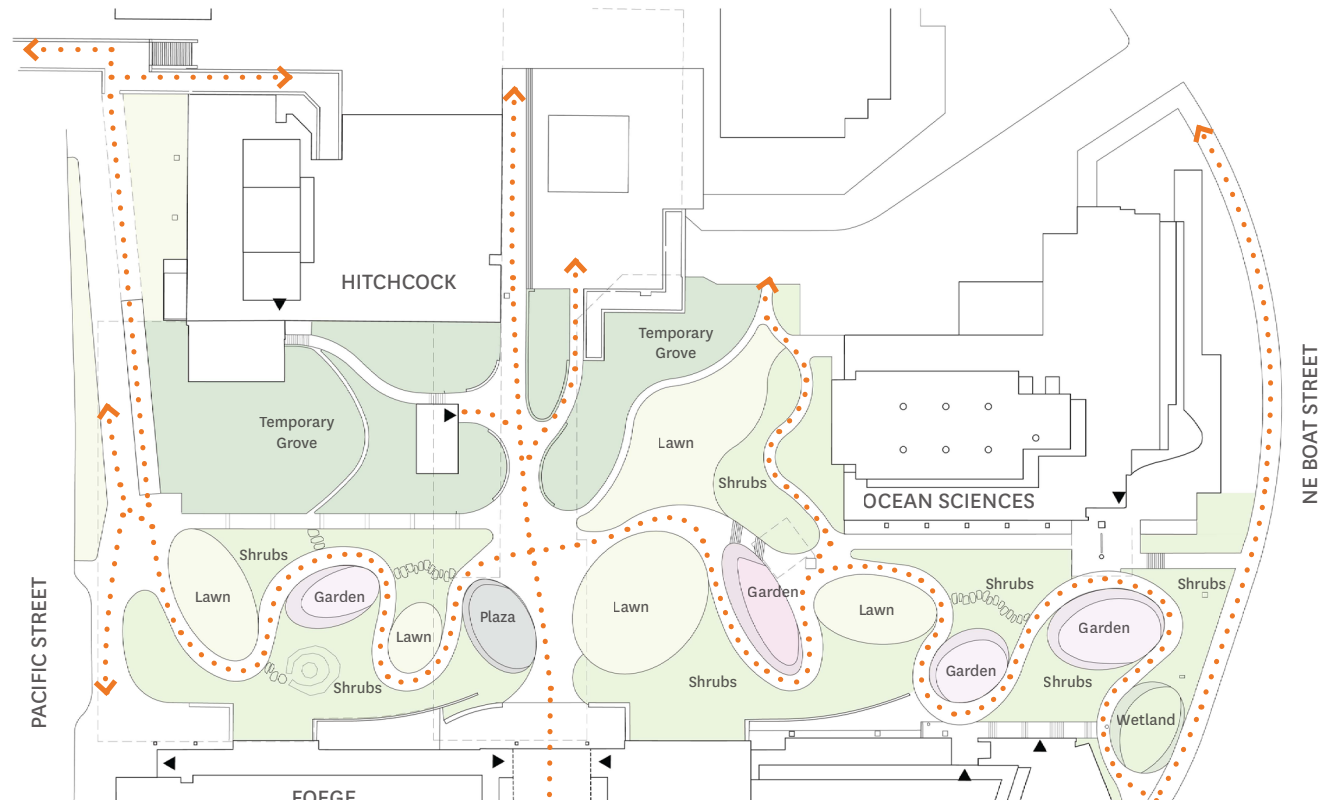 HITCHCOCK
Temporary
Grove
Temporary
Grove
Lawn
Shrubs
OCEAN SCIENCES
NE BOAT STREET
Shrubs
Lawn
Garden
Lawn
Plaza
Shrubs
Lawn
Garden
Shrubs
Lawn
Shrubs
Garden
Garden
Shrubs
Shrubs
Wetland
PACIFIC STREET
FOEGE